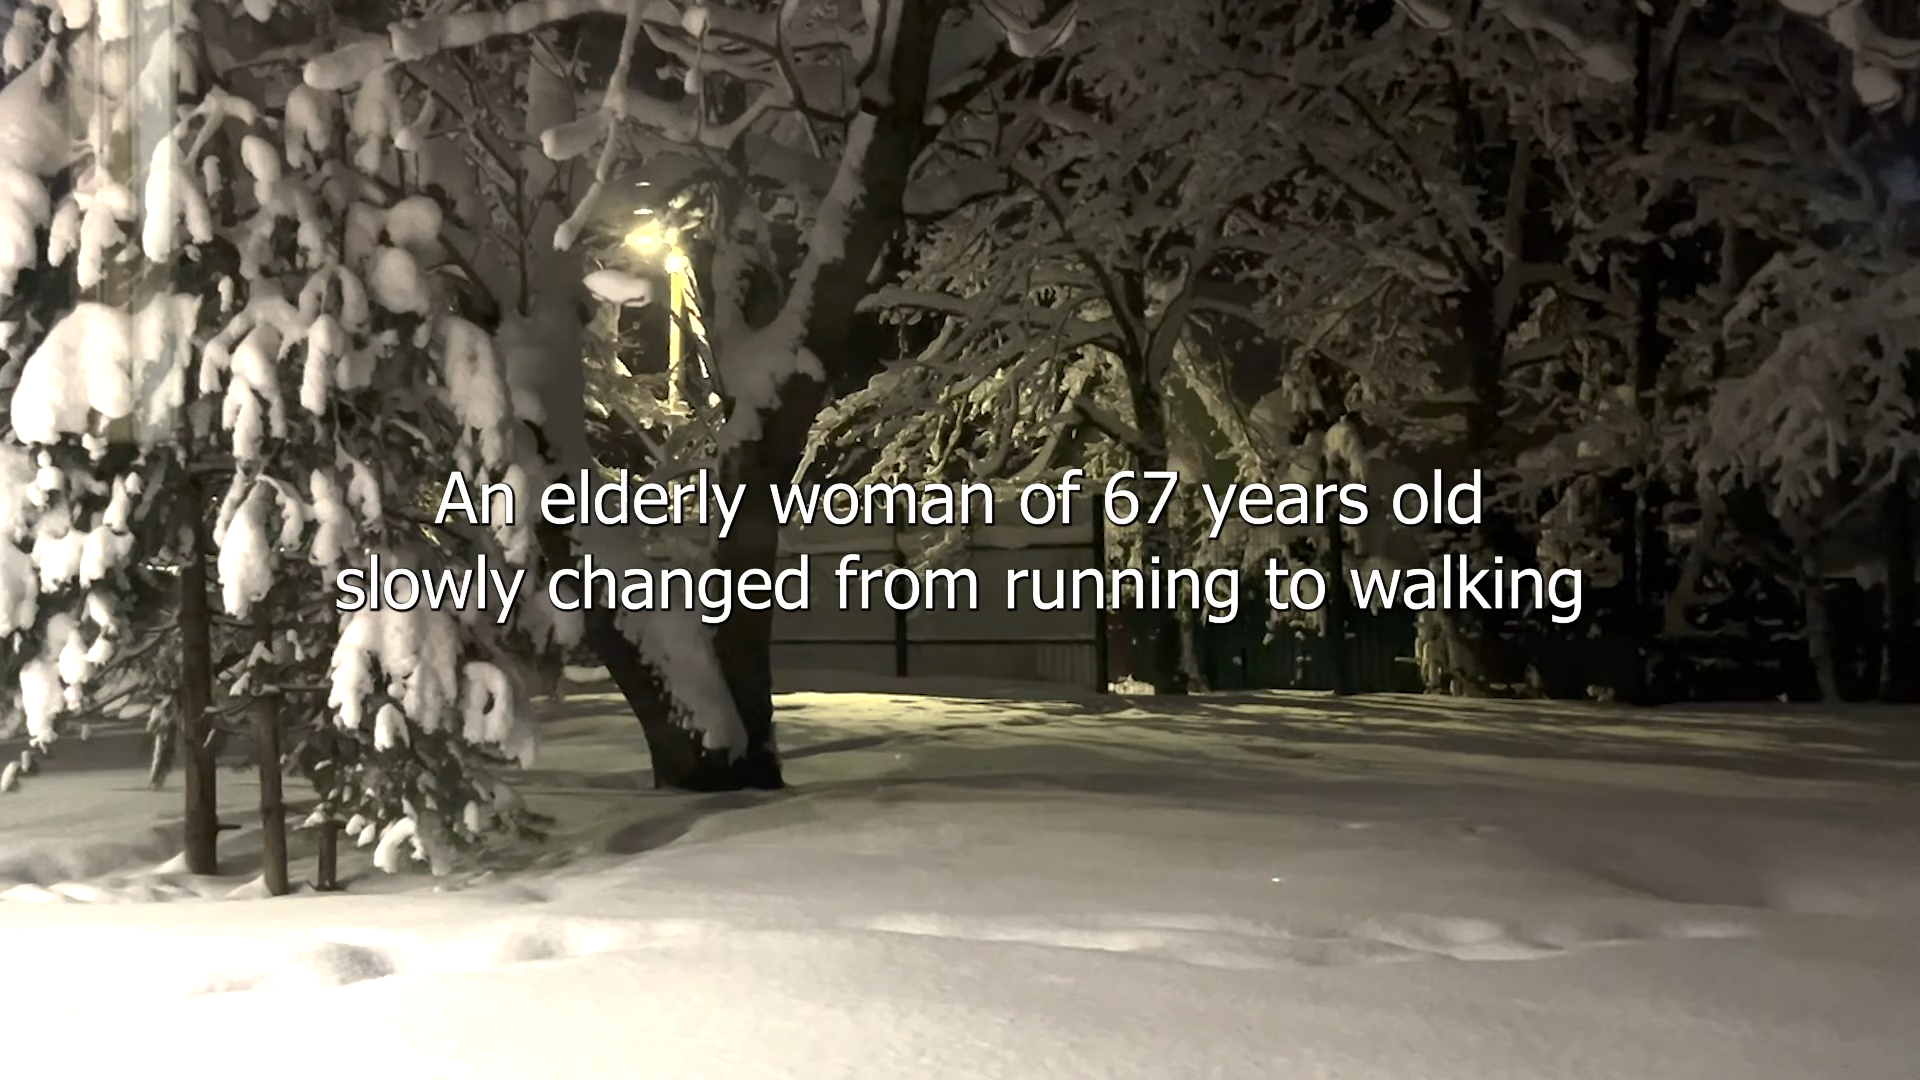 An elderly woman of 67 years old
slowly changed from running to walking